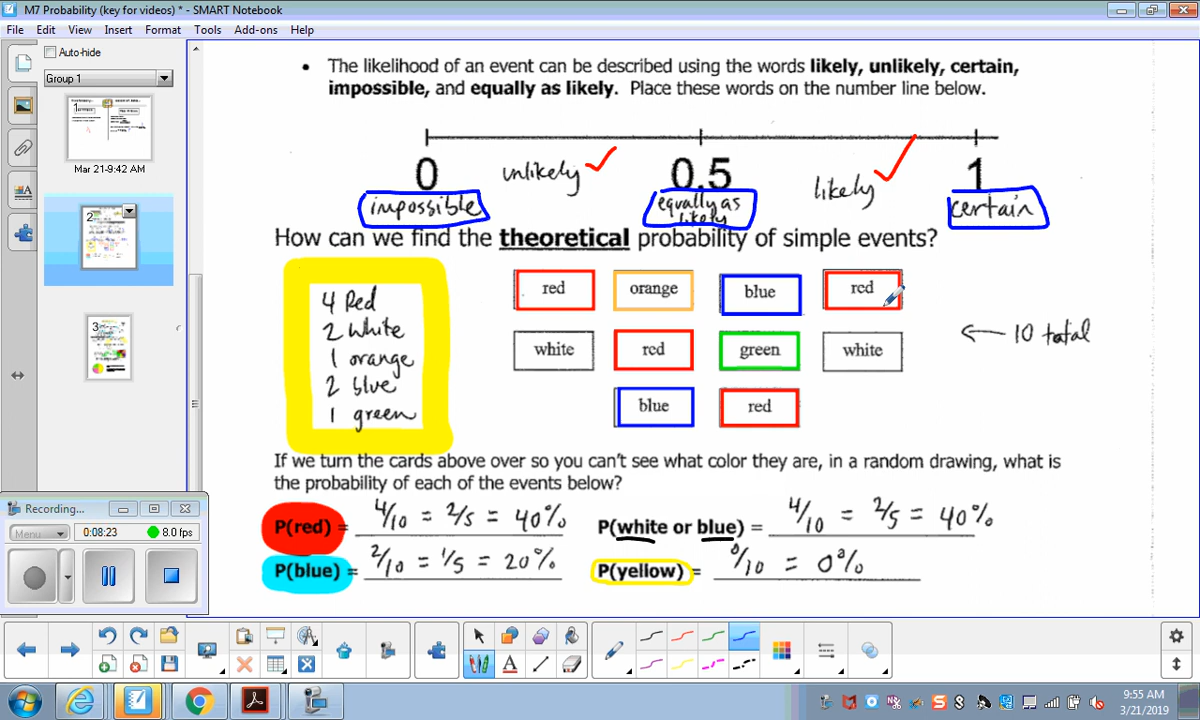 M7 Probability (key for videos) * - SMART Notebook
File Edit View Insert Format Tools Add-ons Help
Auto-hide
Group 1
Mar 21-9:42 AM
2
3
• The likelihood of an event can be described using the words likely, unlikely, certain,
impossible, and equally as likely. Place these words on the number line below.
0 unlikely 0.5 likely 1
impossible equally as likely certain
How can we find the theoretical probability of simple events?
4 Red
2 White
1 orange
2 blue
1 green
red orange blue red
white red green white
blue red
← 10 total
If we turn the cards above over so you can't see what color they are, in a random drawing, what is
the probability of each of the events below?
P(red) = 4/10 = 2/5 = 40% P(white or blue) = 4/10 = 2/5 = 40%
P(blue) = 2/10 = 1/5 = 20% P(yellow) = 0/10 = 0%
Recording...
Menu 0:08:23 8.0 fps
9:55 AM
3/21/2019